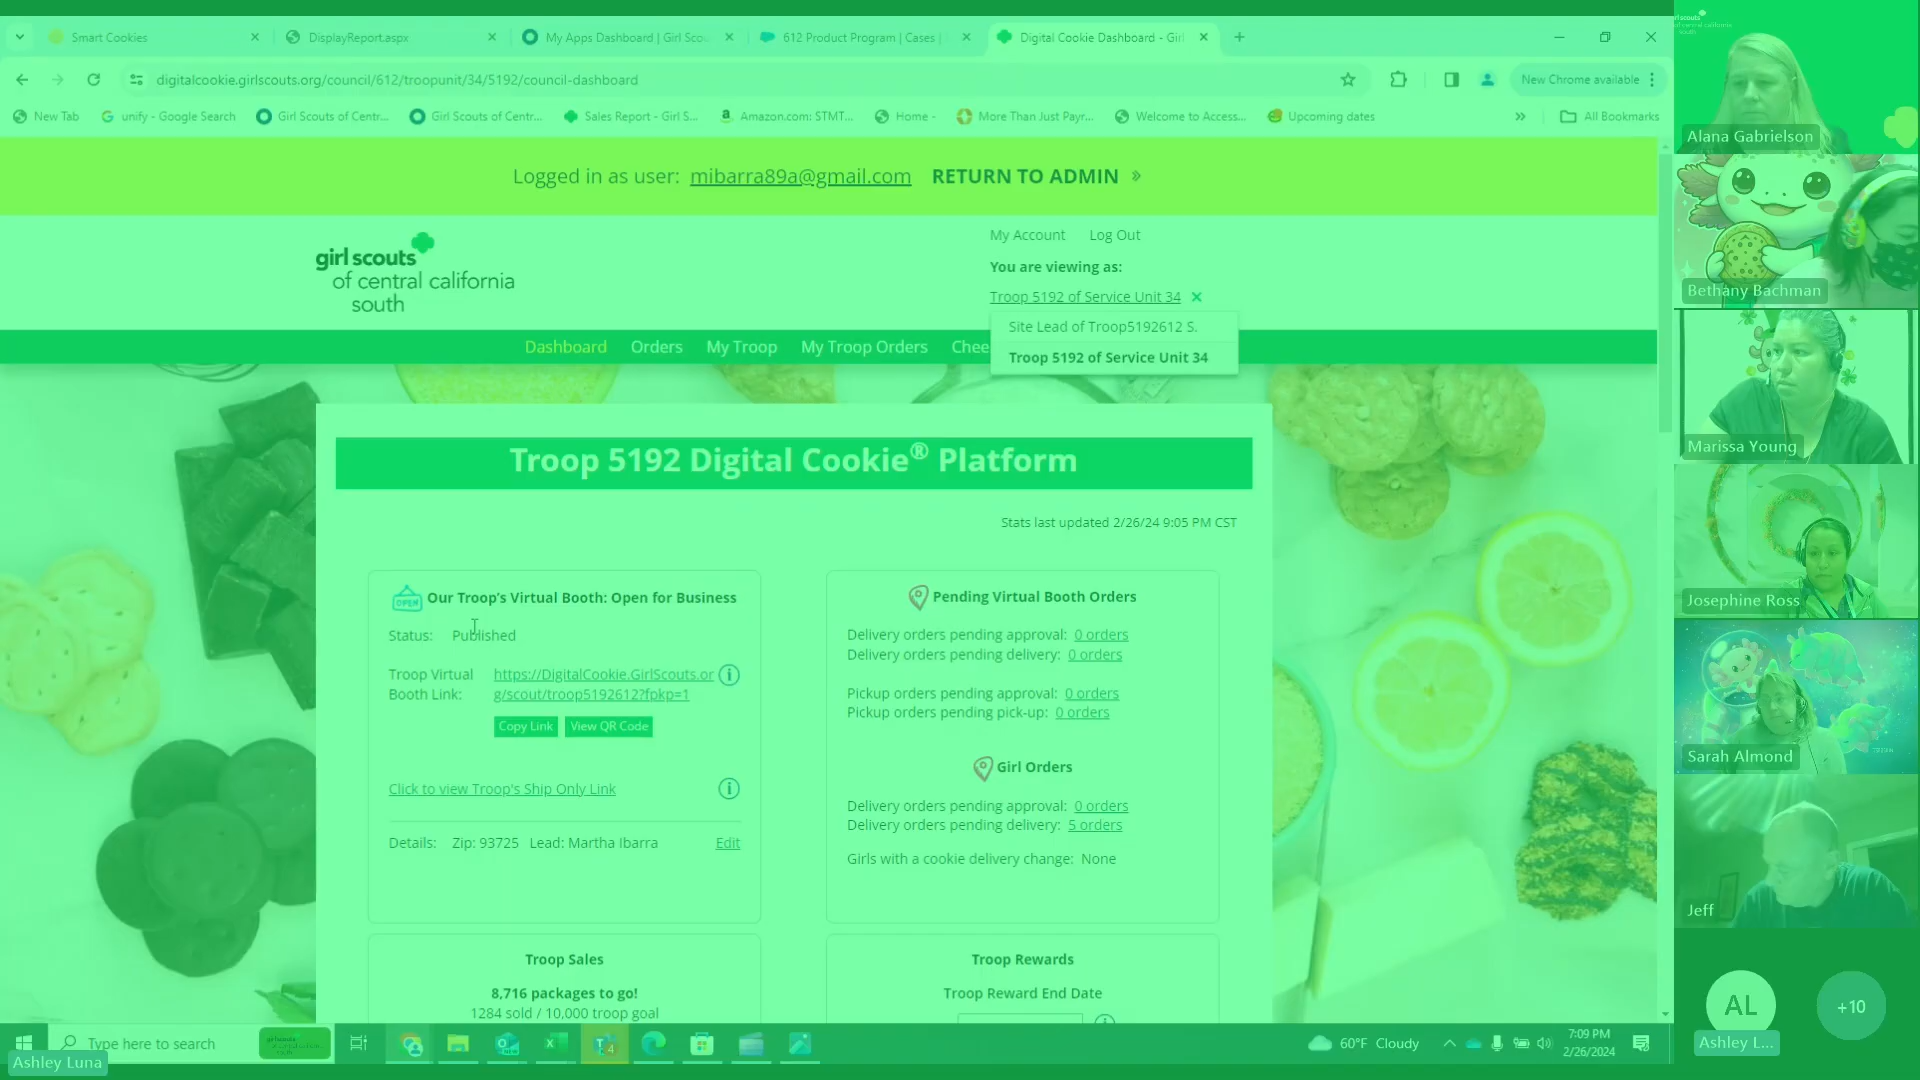 Smart Cookies
DisplayReport.aspx
My Apps Dashboard | Girl Scou
612 Product Program | Cases |
Digital Cookie Dashboard - Girl
digitalcookie.girlscouts.org/council/612/troopunit/34/5192/council-dashboard
New Chrome available
New Tab
unify - Google Search
Girl Scouts of Centr...
Girl Scouts of Centr...
Sales Report - Girl S...
Amazon.com: STMT...
Home -
More Than Just Payr...
Welcome to Access...
Upcoming dates
All Bookmarks
Logged in as user: mibarra89a@gmail.com RETURN TO ADMIN »
girl scouts
of central california
south
My Account Log Out
You are viewing as:
Troop 5192 of Service Unit 34
Site Lead of Troop5192612 S.
Troop 5192 of Service Unit 34
Dashboard Orders My Troop My Troop Orders Chee
Troop 5192 Digital Cookie® Platform
Stats last updated 2/26/24 9:05 PM CST
OPEN
Our Troop's Virtual Booth: Open for Business
Status: Published
Troop Virtual Booth Link:
https://DigitalCookie.GirlScouts.or
g/scout/troop5192612?fpkp=1
Copy Link View QR Code
Click to view Troop's Ship Only Link
Details: Zip: 93725 Lead: Martha Ibarra Edit
Pending Virtual Booth Orders
Delivery orders pending approval: 0 orders
Delivery orders pending delivery: 0 orders
Pickup orders pending approval: 0 orders
Pickup orders pending pick-up: 0 orders
Girl Orders
Delivery orders pending approval: 0 orders
Delivery orders pending delivery: 5 orders
Girls with a cookie delivery change: None
Troop Sales
8,716 packages to go!
1284 sold / 10,000 troop goal
Troop Rewards
Troop Reward End Date
Type here to search
4
60°F Cloudy
7:09 PM
2/26/2024
Ashley Luna
Alana Gabrielson
Bethany Bachman
Marissa Young
Josephine Ross
Sarah Almond
Jeff
AL
Ashley L...
+10